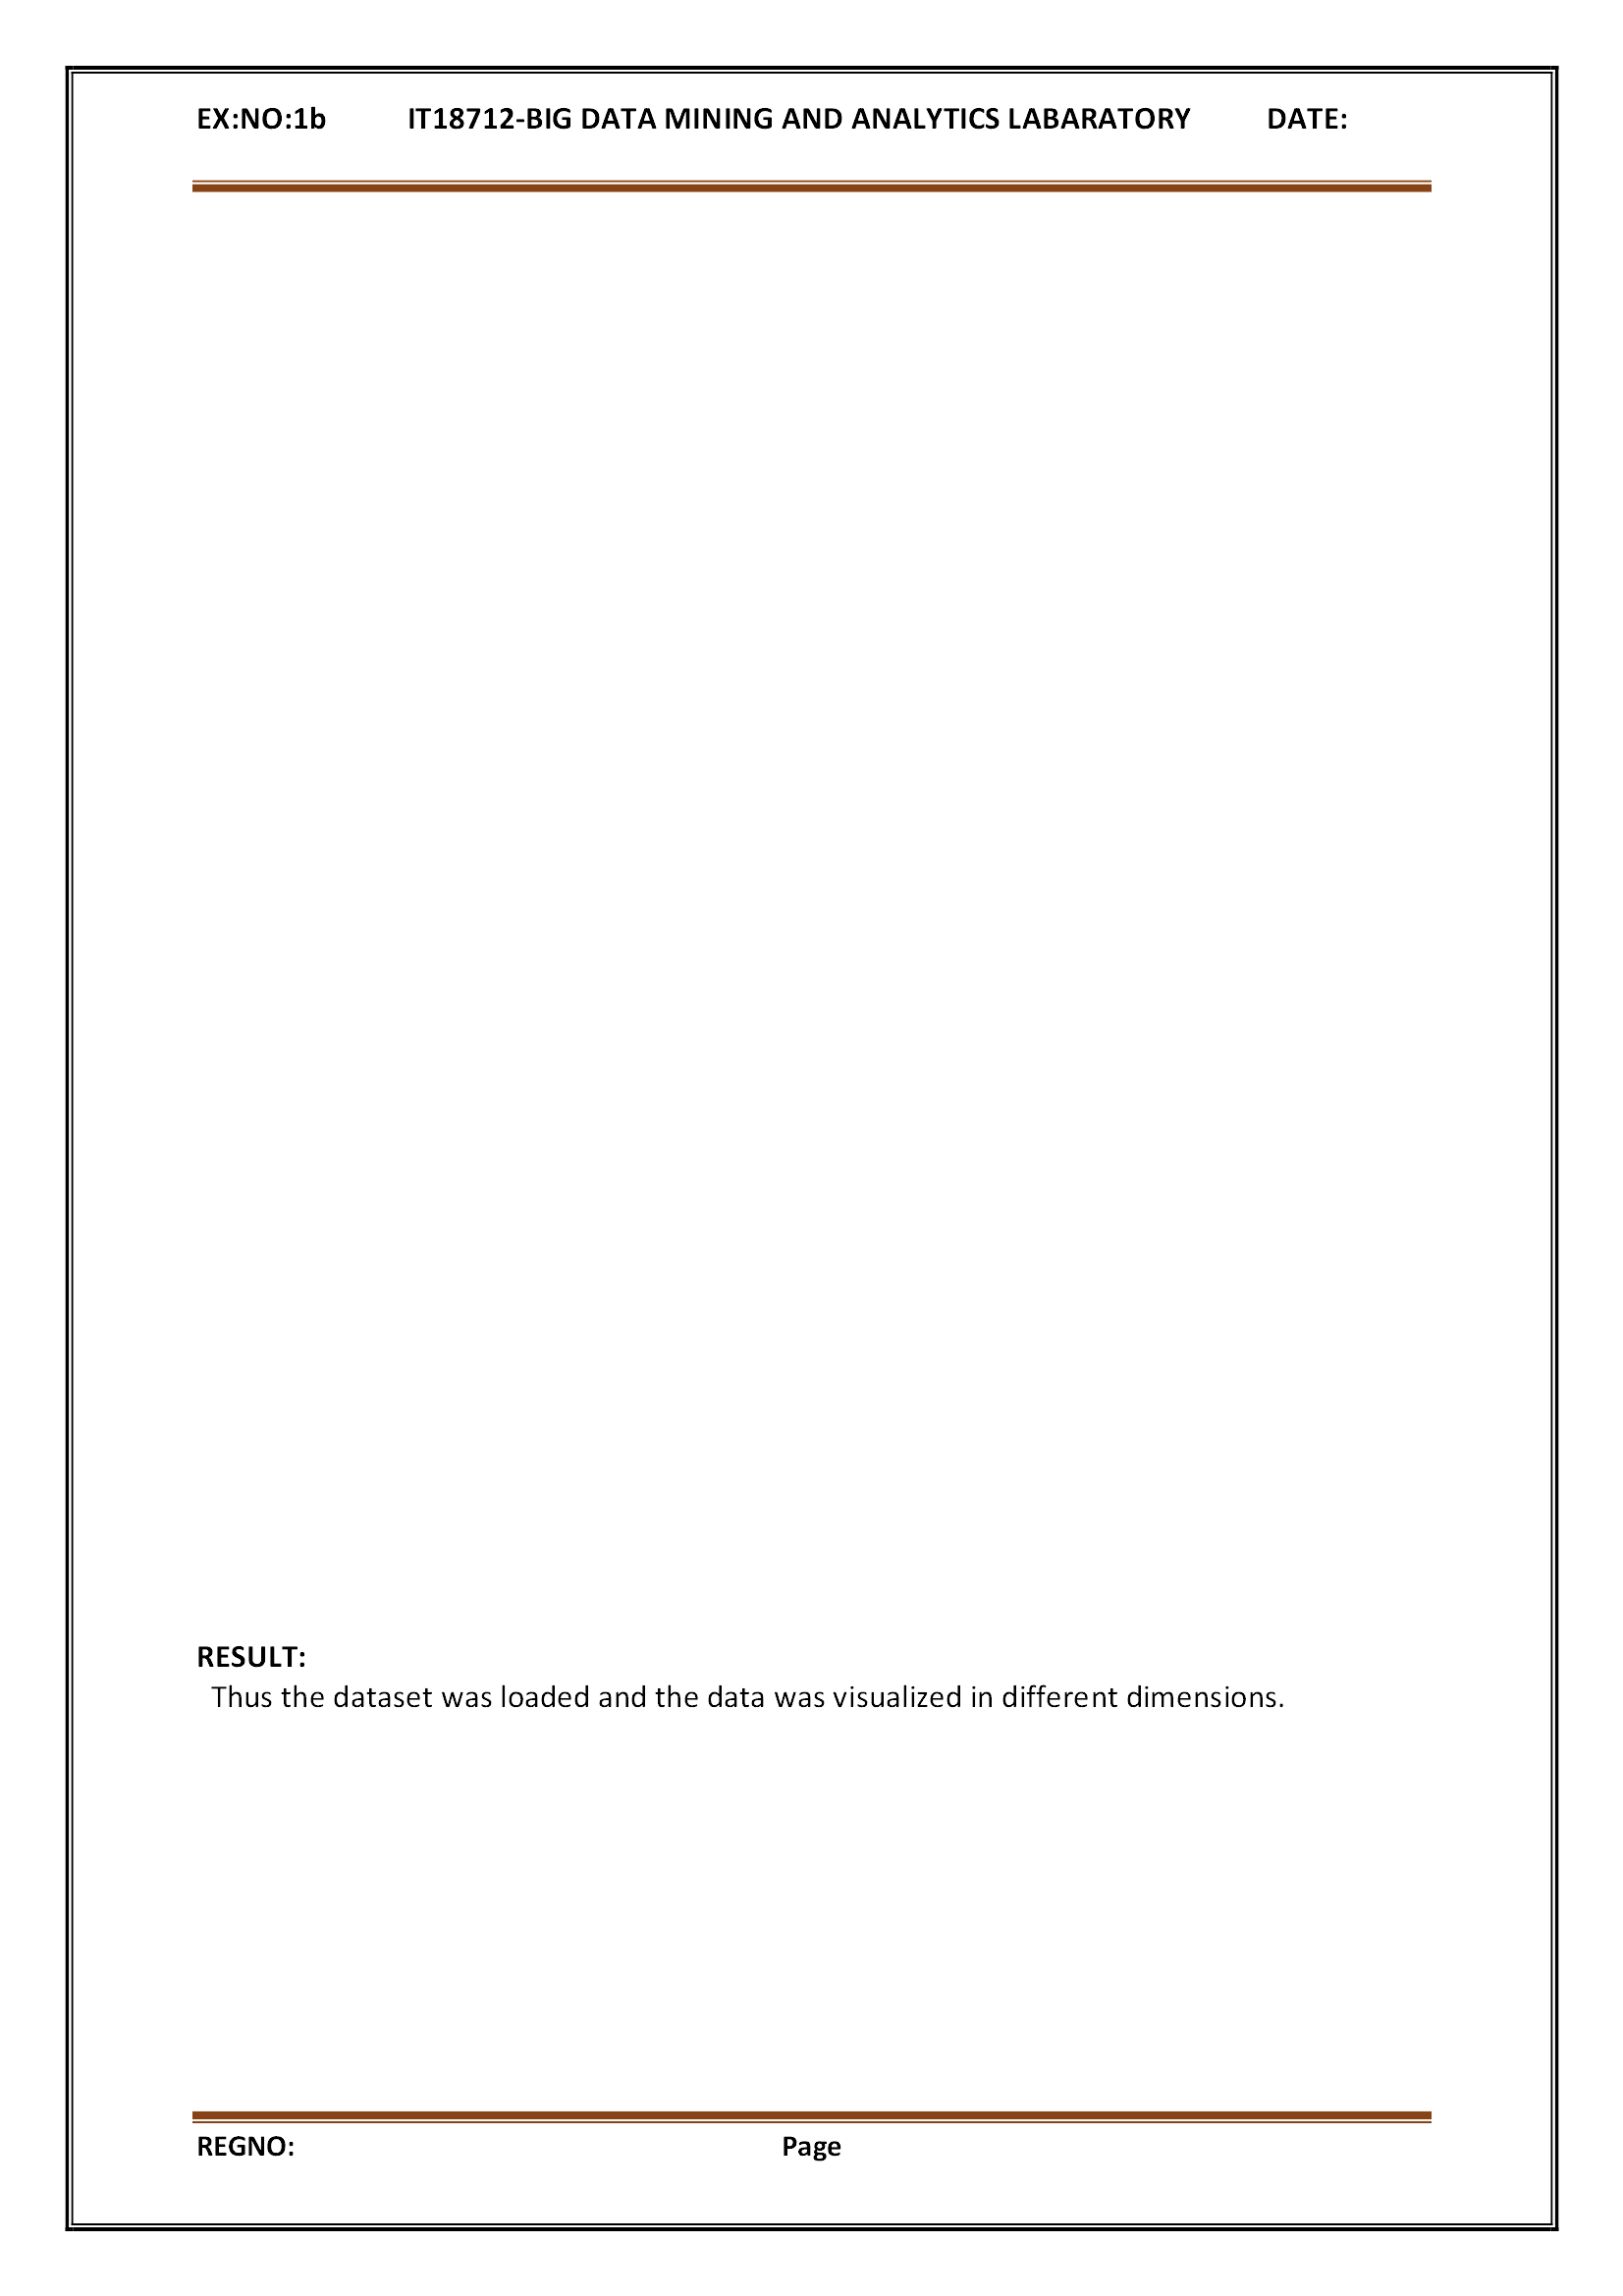 EX:NO:1b IT18712-BIG DATA MINING AND ANALYTICS LABARATORY DATE:
RESULT:
Thus the dataset was loaded and the data was visualized in different dimensions.
REGNO: Page